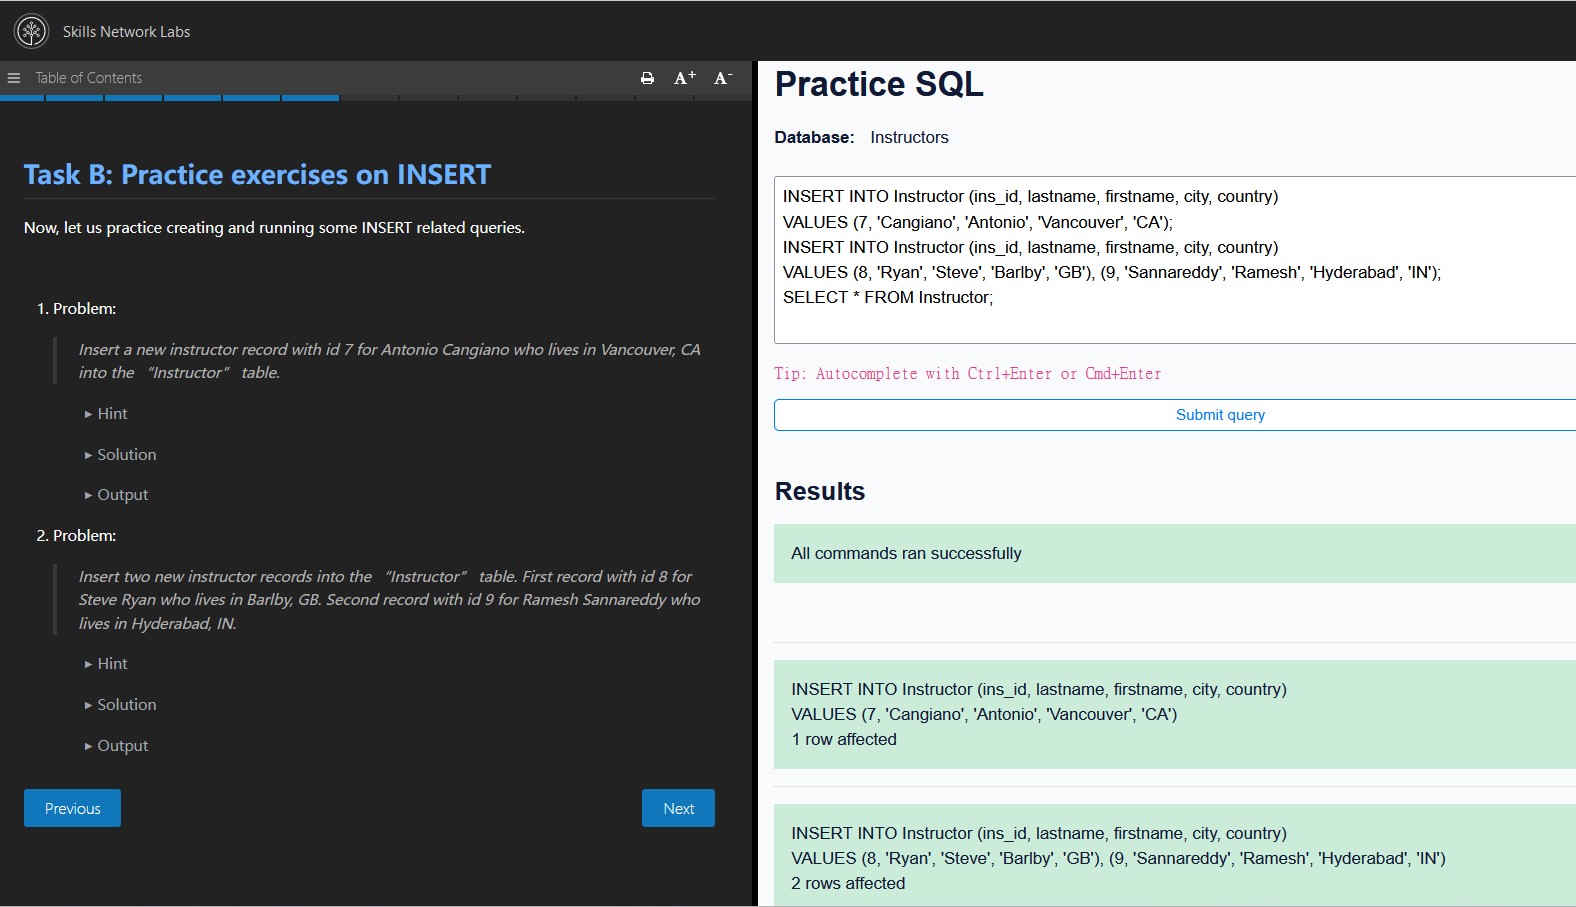 Skills Network Labs
Table of Contents
A+ A-
Task B: Practice exercises on INSERT
Now, let us practice creating and running some INSERT related queries.
1. Problem:
Insert a new instructor record with id 7 for Antonio Cangiano who lives in Vancouver, CA
into the “Instructor” table.
▸ Hint
▸ Solution
▸ Output
2. Problem:
Insert two new instructor records into the “Instructor” table. First record with id 8 for
Steve Ryan who lives in Barlby, GB. Second record with id 9 for Ramesh Sannareddy who
lives in Hyderabad, IN.
▸ Hint
▸ Solution
▸ Output
Previous
Next
Practice SQL
Database: Instructors
INSERT INTO Instructor (ins_id, lastname, firstname, city, country)
VALUES (7, 'Cangiano', 'Antonio', 'Vancouver', 'CA');
INSERT INTO Instructor (ins_id, lastname, firstname, city, country)
VALUES (8, 'Ryan', 'Steve', 'Barlby', 'GB'), (9, 'Sannareddy', 'Ramesh', 'Hyderabad', 'IN');
SELECT * FROM Instructor;
Tip: Autocomplete with Ctrl+Enter or Cmd+Enter
Submit query
Results
All commands ran successfully
INSERT INTO Instructor (ins_id, lastname, firstname, city, country)
VALUES (7, 'Cangiano', 'Antonio', 'Vancouver', 'CA')
1 row affected
INSERT INTO Instructor (ins_id, lastname, firstname, city, country)
VALUES (8, 'Ryan', 'Steve', 'Barlby', 'GB'), (9, 'Sannareddy', 'Ramesh', 'Hyderabad', 'IN')
2 rows affected